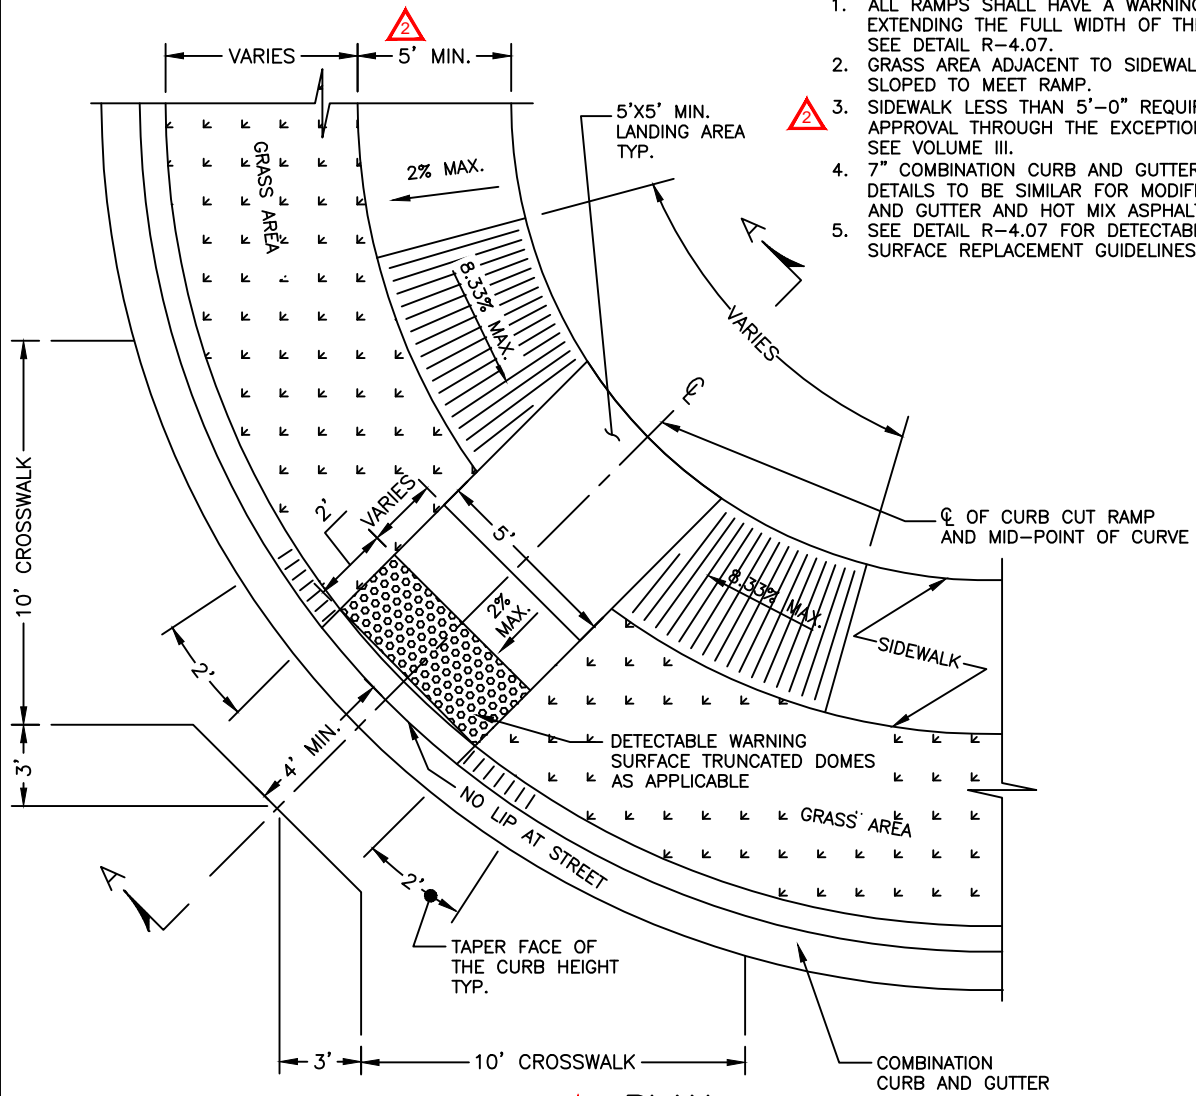 2
VARIES
5' MIN.
1. ALL RAMPS SHALL HAVE A WARNING
EXTENDING THE FULL WIDTH OF THE
SEE DETAIL R-4.07.
2. GRASS AREA ADJACENT TO SIDEWAL
SLOPED TO MEET RAMP.
2
3. SIDEWALK LESS THAN 5'-0" REQUIR
APPROVAL THROUGH THE EXCEPTION
SEE VOLUME III.
4. 7" COMBINATION CURB AND GUTTER
DETAILS TO BE SIMILAR FOR MODIFI
AND GUTTER AND HOT MIX ASPHAL
5. SEE DETAIL R-4.07 FOR DETECTABL
SURFACE REPLACEMENT GUIDELINES
5'X5' MIN.
LANDING AREA
TYP.
GRASS AREA
2% MAX.
8.33% MAX.
A
VARIES
℄
10' CROSSWALK
2'
VARIES
5'
℄ OF CURB CUT RAMP
AND MID-POINT OF CURVE
2%
MAX.
8.33% MAX.
SIDEWALK
2'
3'
4' MIN.
DETECTABLE WARNING
SURFACE TRUNCATED DOMES
AS APPLICABLE
NO LIP AT STREET
GRASS AREA
A
2'
TAPER FACE OF
THE CURB HEIGHT
TYP.
3'
10' CROSSWALK
COMBINATION
CURB AND GUTTER